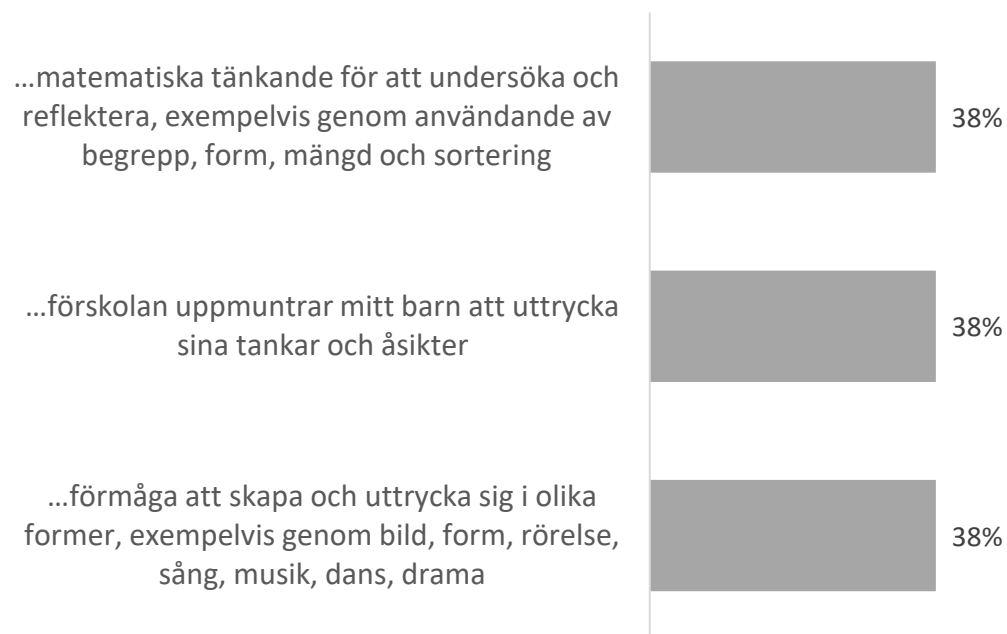 …matematiska tänkande för att undersöka och
reflektera, exempelvis genom användande av
begrepp, form, mängd och sortering
38%
…förskolan uppmuntrar mitt barn att uttrycka
sina tankar och åsikter
38%
…förmåga att skapa och uttrycka sig i olika
former, exempelvis genom bild, form, rörelse,
sång, musik, dans, drama
38%